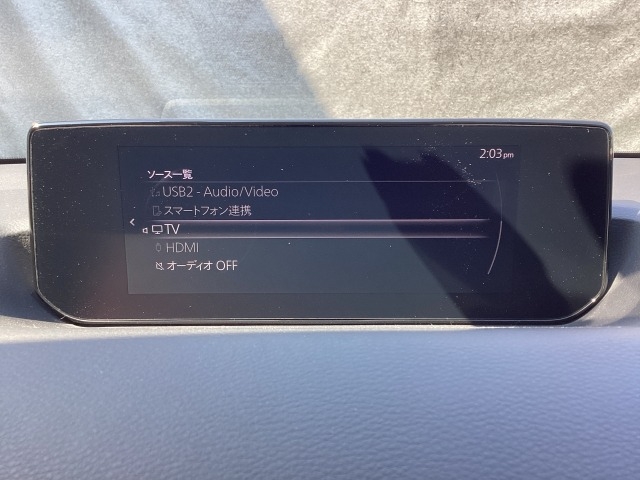 2:03pm
ソース一覧
USB2 - Audio/Video
スマートフォン連携
TV
HDMI
オーディオ OFF